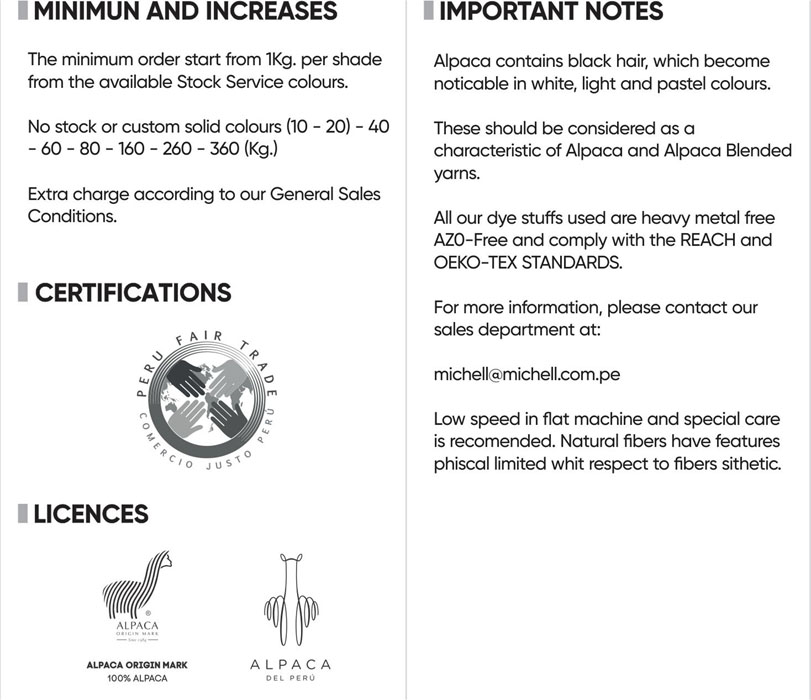 MINIMUN AND INCREASES
The minimum order start from 1Kg. per shade
from the available Stock Service colours.
No stock or custom solid colours (10 - 20) - 40
- 60 - 80 - 160 - 260 - 360 (Kg.)
Extra charge according to our General Sales
Conditions.
CERTIFICATIONS
PERU FAIR TRADE
COMERCIO JUSTO PERÚ
LICENCES
®
ALPACA
ORIGIN MARK
ALPACA ORIGIN MARK
100% ALPACA
ALPACA
DEL PERÚ
IMPORTANT NOTES
Alpaca contains black hair, which become
noticable in white, light and pastel colours.
These should be considered as a
characteristic of Alpaca and Alpaca Blended
yarns.
All our dye stuffs used are heavy metal free
AZO-Free and comply with the REACH and
OEKO-TEX STANDARDS.
For more information, please contact our
sales department at:
michell@michell.com.pe
Low speed in flat machine and special care
is recomended. Natural fibers have features
phiscal limited whit respect to fibers sithetic.